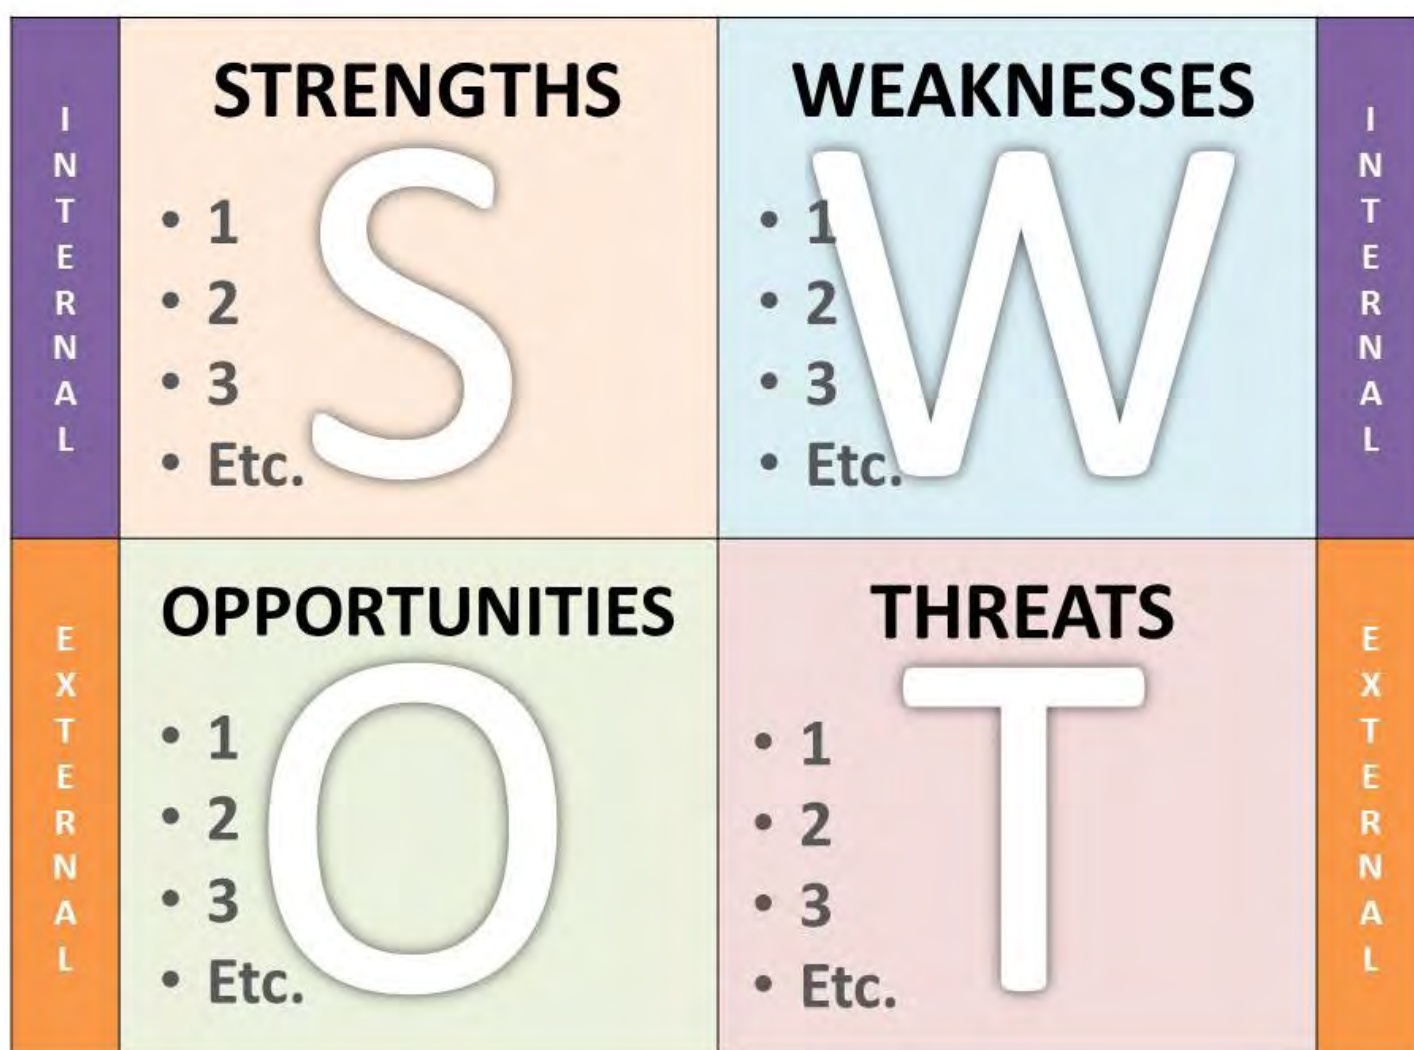 INTERNAL
STRENGTHS
S
• 1
• 2
• 3
• Etc.
WEAKNESSES
W
• 1
• 2
• 3
• Etc.
INTERNAL
EXTERNAL
OPPORTUNITIES
O
• 1
• 2
• 3
• Etc.
THREATS
T
• 1
• 2
• 3
• Etc.
EXTERNAL